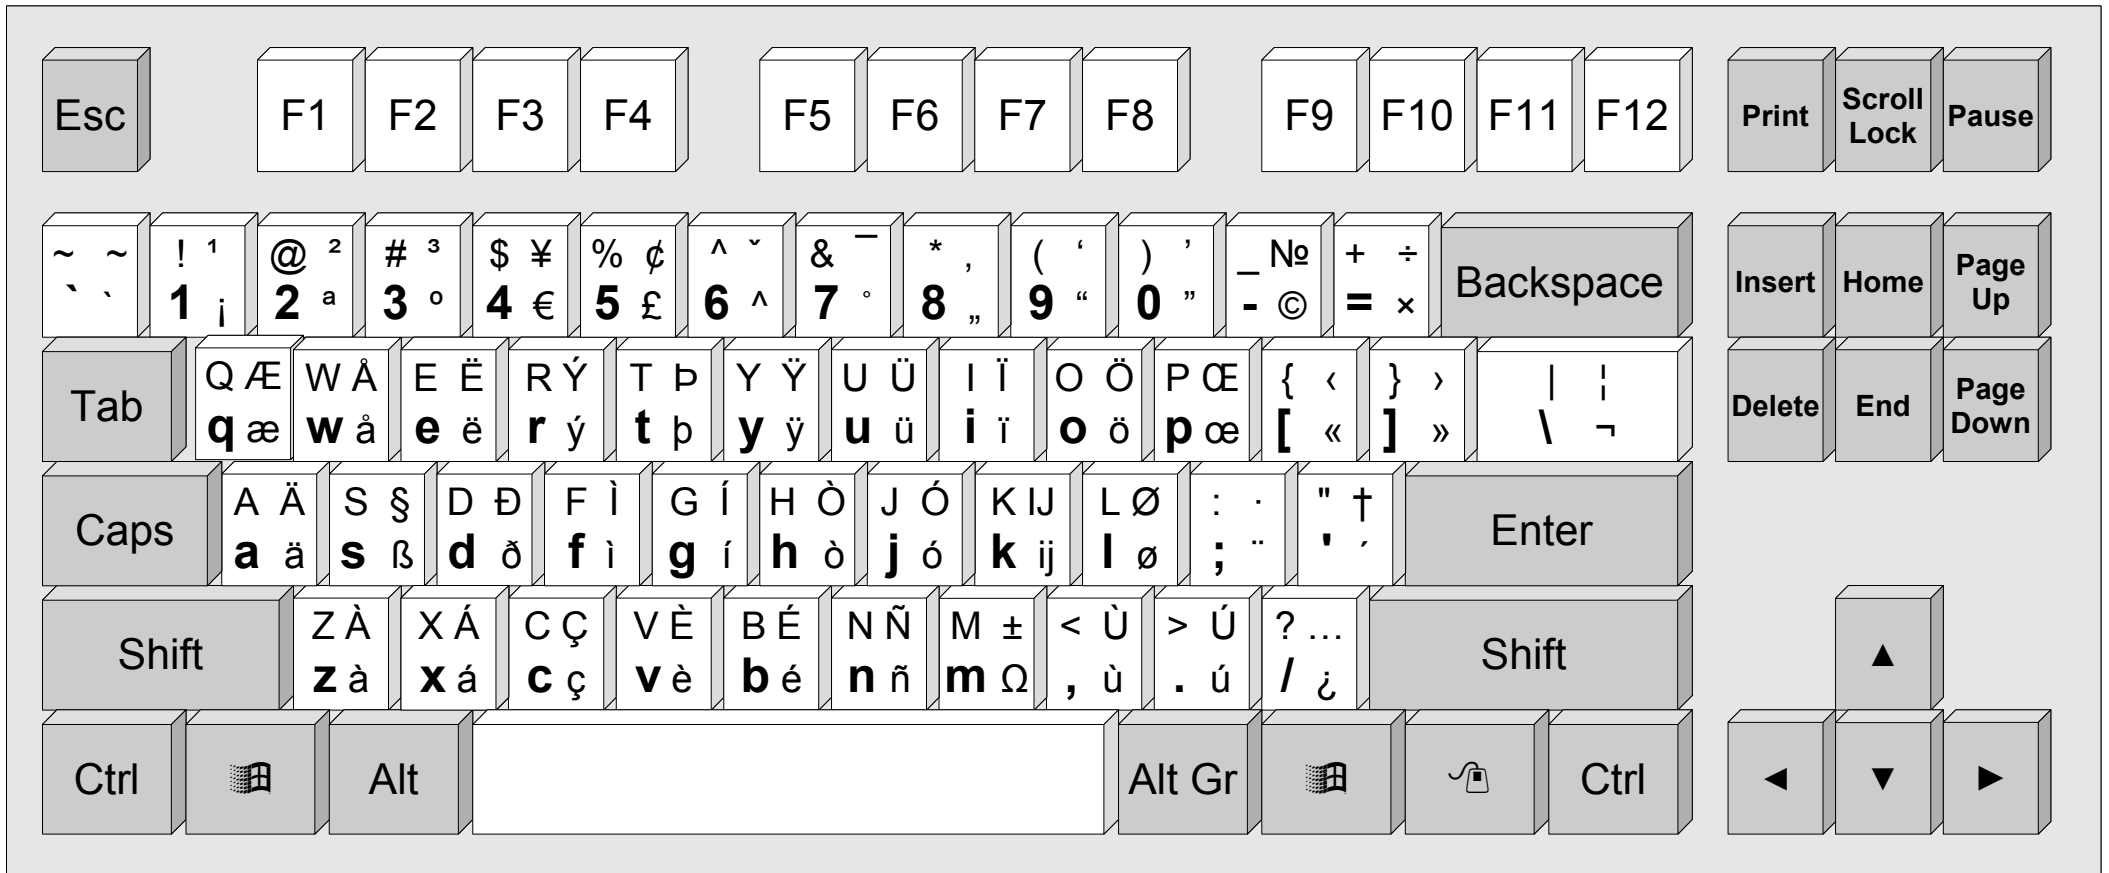 Esc F1 F2 F3 F4 F5 F6 F7 F8 F9 F10 F11 F12 Print Scroll Lock Pause
~ ~ ! ¹ @ ² # ³ $ ¥ % ¢ ^ ˇ & ¯ * ‚ ( ‘ ) ’ _ № + ÷ Backspace Insert Home Page Up
` ` 1 ¡ 2 ª 3 º 4 € 5 £ 6 ^ 7 ° 8 „ 9 “ 0 ” - © = ×
Tab Q Æ W Å E Ë R Ý T Þ Y Ÿ U Ü I Ï O Ö P Œ { ‹ } › | ¦ Delete End Page Down
q æ w å e ë r ý t þ y ÿ u ü i ï o ö p œ [ « ] » \ ¬
Caps A Ä S § D Đ F Ì G Í H Ò J Ó K IJ L Ø : · " † Enter
a ä s ß d ð f ì g í h ò j ó k ij l ø ; ¨ ' ´
Shift Z À X Á C Ç V È B É N Ñ M ± < Ù > Ú ? … Shift ▲
z à x á c ç v è b é n ñ m Ω , ù . ú / ¿
Ctrl Alt Alt Gr Ctrl ◄ ▼ ►